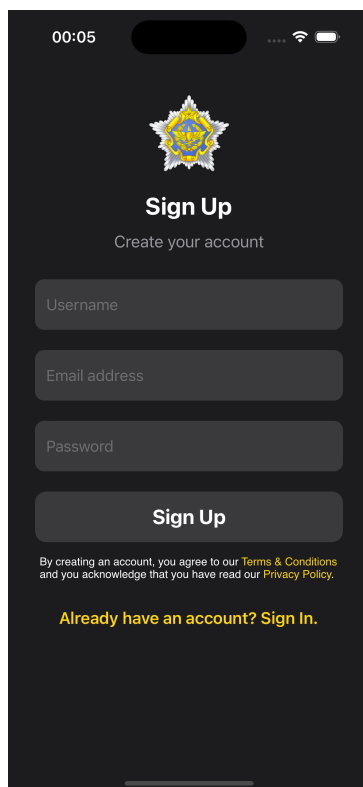 00:05
Sign Up
Create your account
Username
Email address
Password
Sign Up
By creating an account, you agree to our Terms & Conditions
and you acknowledge that you have read our Privacy Policy.
Already have an account? Sign In.